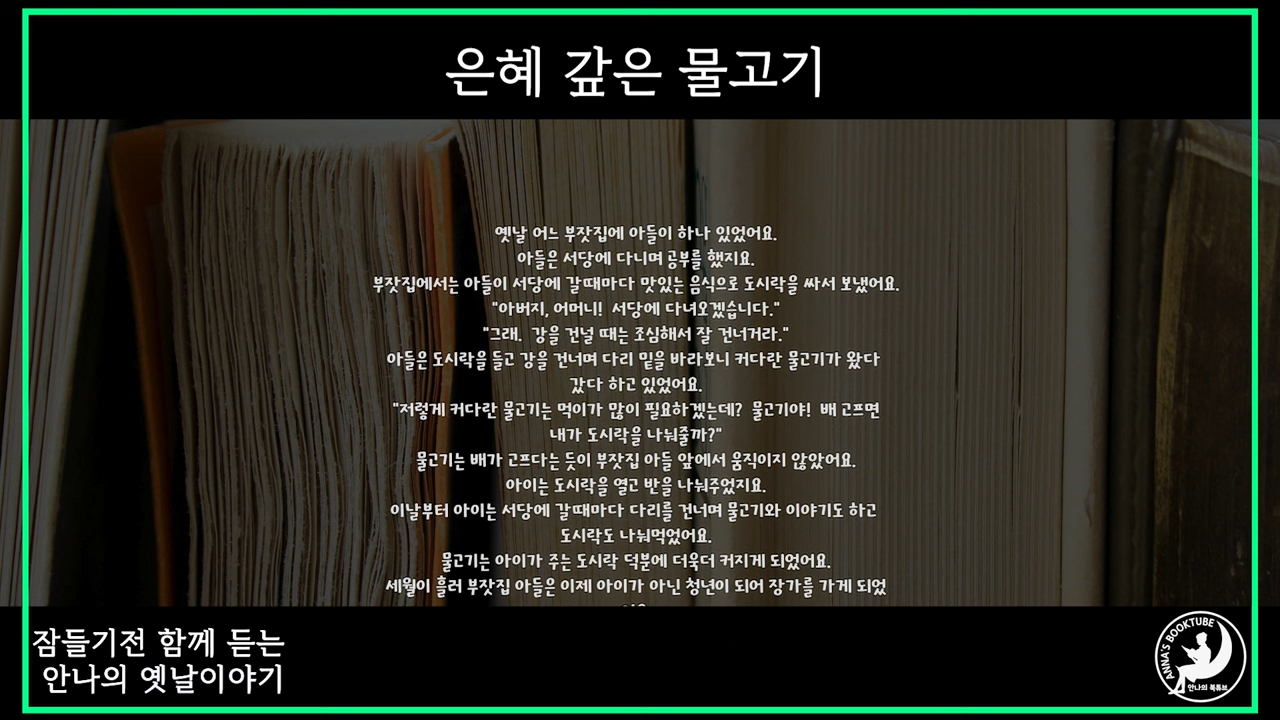 은혜 갚은 물고기
옛날 어느 부잣집에 아들이 하나 있었어요.
아들은 서당에 다니며 공부를 했지요.
부잣집에서는 아들이 서당에 갈때마다 맛있는 음식으로 도시락을 싸서 보냈어요.
"아버지, 어머니!  서당에 다녀오겠습니다."
"그래.  강을 건널 때는 조심해서 잘 건너거라."
아들은 도시락을 들고 강을 건너며 다리 밑을 바라보니 커다란 물고기가 왔다
갔다 하고 있었어요.
"저렇게 커다란 물고기는 먹이가 많이 필요하겠는데?  물고기야!  배 고프면
내가 도시락을 나눠줄까?"
물고기는 배가 고프다는 듯이 부잣집 아들 앞에서 움직이지 않았어요.
아이는 도시락을 열고 반을 나눠주었지요.
이날부터 아이는 서당에 갈때마다 다리를 건너며 물고기와 이야기도 하고
도시락도 나눠먹었어요.
물고기는 아이가 주는 도시락 덕분에 더욱더 커지게 되었어요.
세월이 흘러 부잣집 아들은 이제 아이가 아닌 청년이 되어 장가를 가게 되었
잠들기전 함께 듣는
안나의 옛날이야기
ANNA'S BOOKTUBE
안나의 북튜브